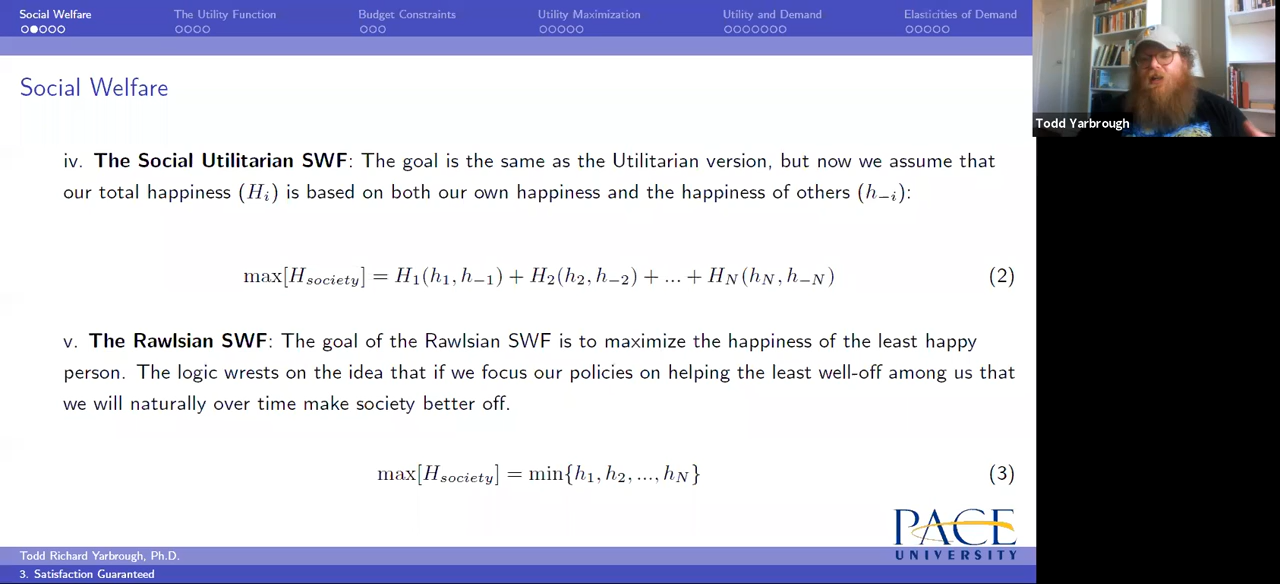 Social Welfare
The Utility Function
Budget Constraints
Utility Maximization
Utility and Demand
Elasticities of Demand
Social Welfare
iv. The Social Utilitarian SWF: The goal is the same as the Utilitarian version, but now we assume that
our total happiness (H_i) is based on both our own happiness and the happiness of others (h_{-i}):
max[H_{society}] = H_1(h_1, h_{-1}) + H_2(h_2, h_{-2}) + ... + H_N(h_N, h_{-N}) (2)
v. The Rawlsian SWF: The goal of the Rawlsian SWF is to maximize the happiness of the least happy
person. The logic wrests on the idea that if we focus our policies on helping the least well-off among us that
we will naturally over time make society better off.
max[H_{society}] = min{h_1, h_2, ..., h_N} (3)
PACE
UNIVERSITY
Todd Richard Yarbrough, Ph.D.
3. Satisfaction Guaranteed
Todd Yarbrough